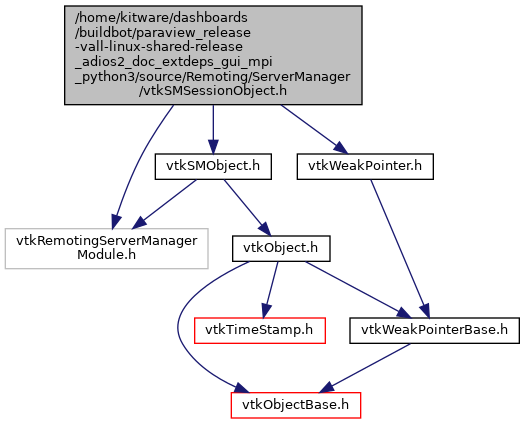 /home/kitware/dashboards
/buildbot/paraview_release
-vall-linux-shared-release
_adios2_doc_extdeps_gui_mpi
_python3/source/Remoting/ServerManager
/vtkSMSessionObject.h
vtkSMObject.h
vtkWeakPointer.h
vtkRemotingServerManager
Module.h
vtkObject.h
vtkTimeStamp.h
vtkWeakPointerBase.h
vtkObjectBase.h